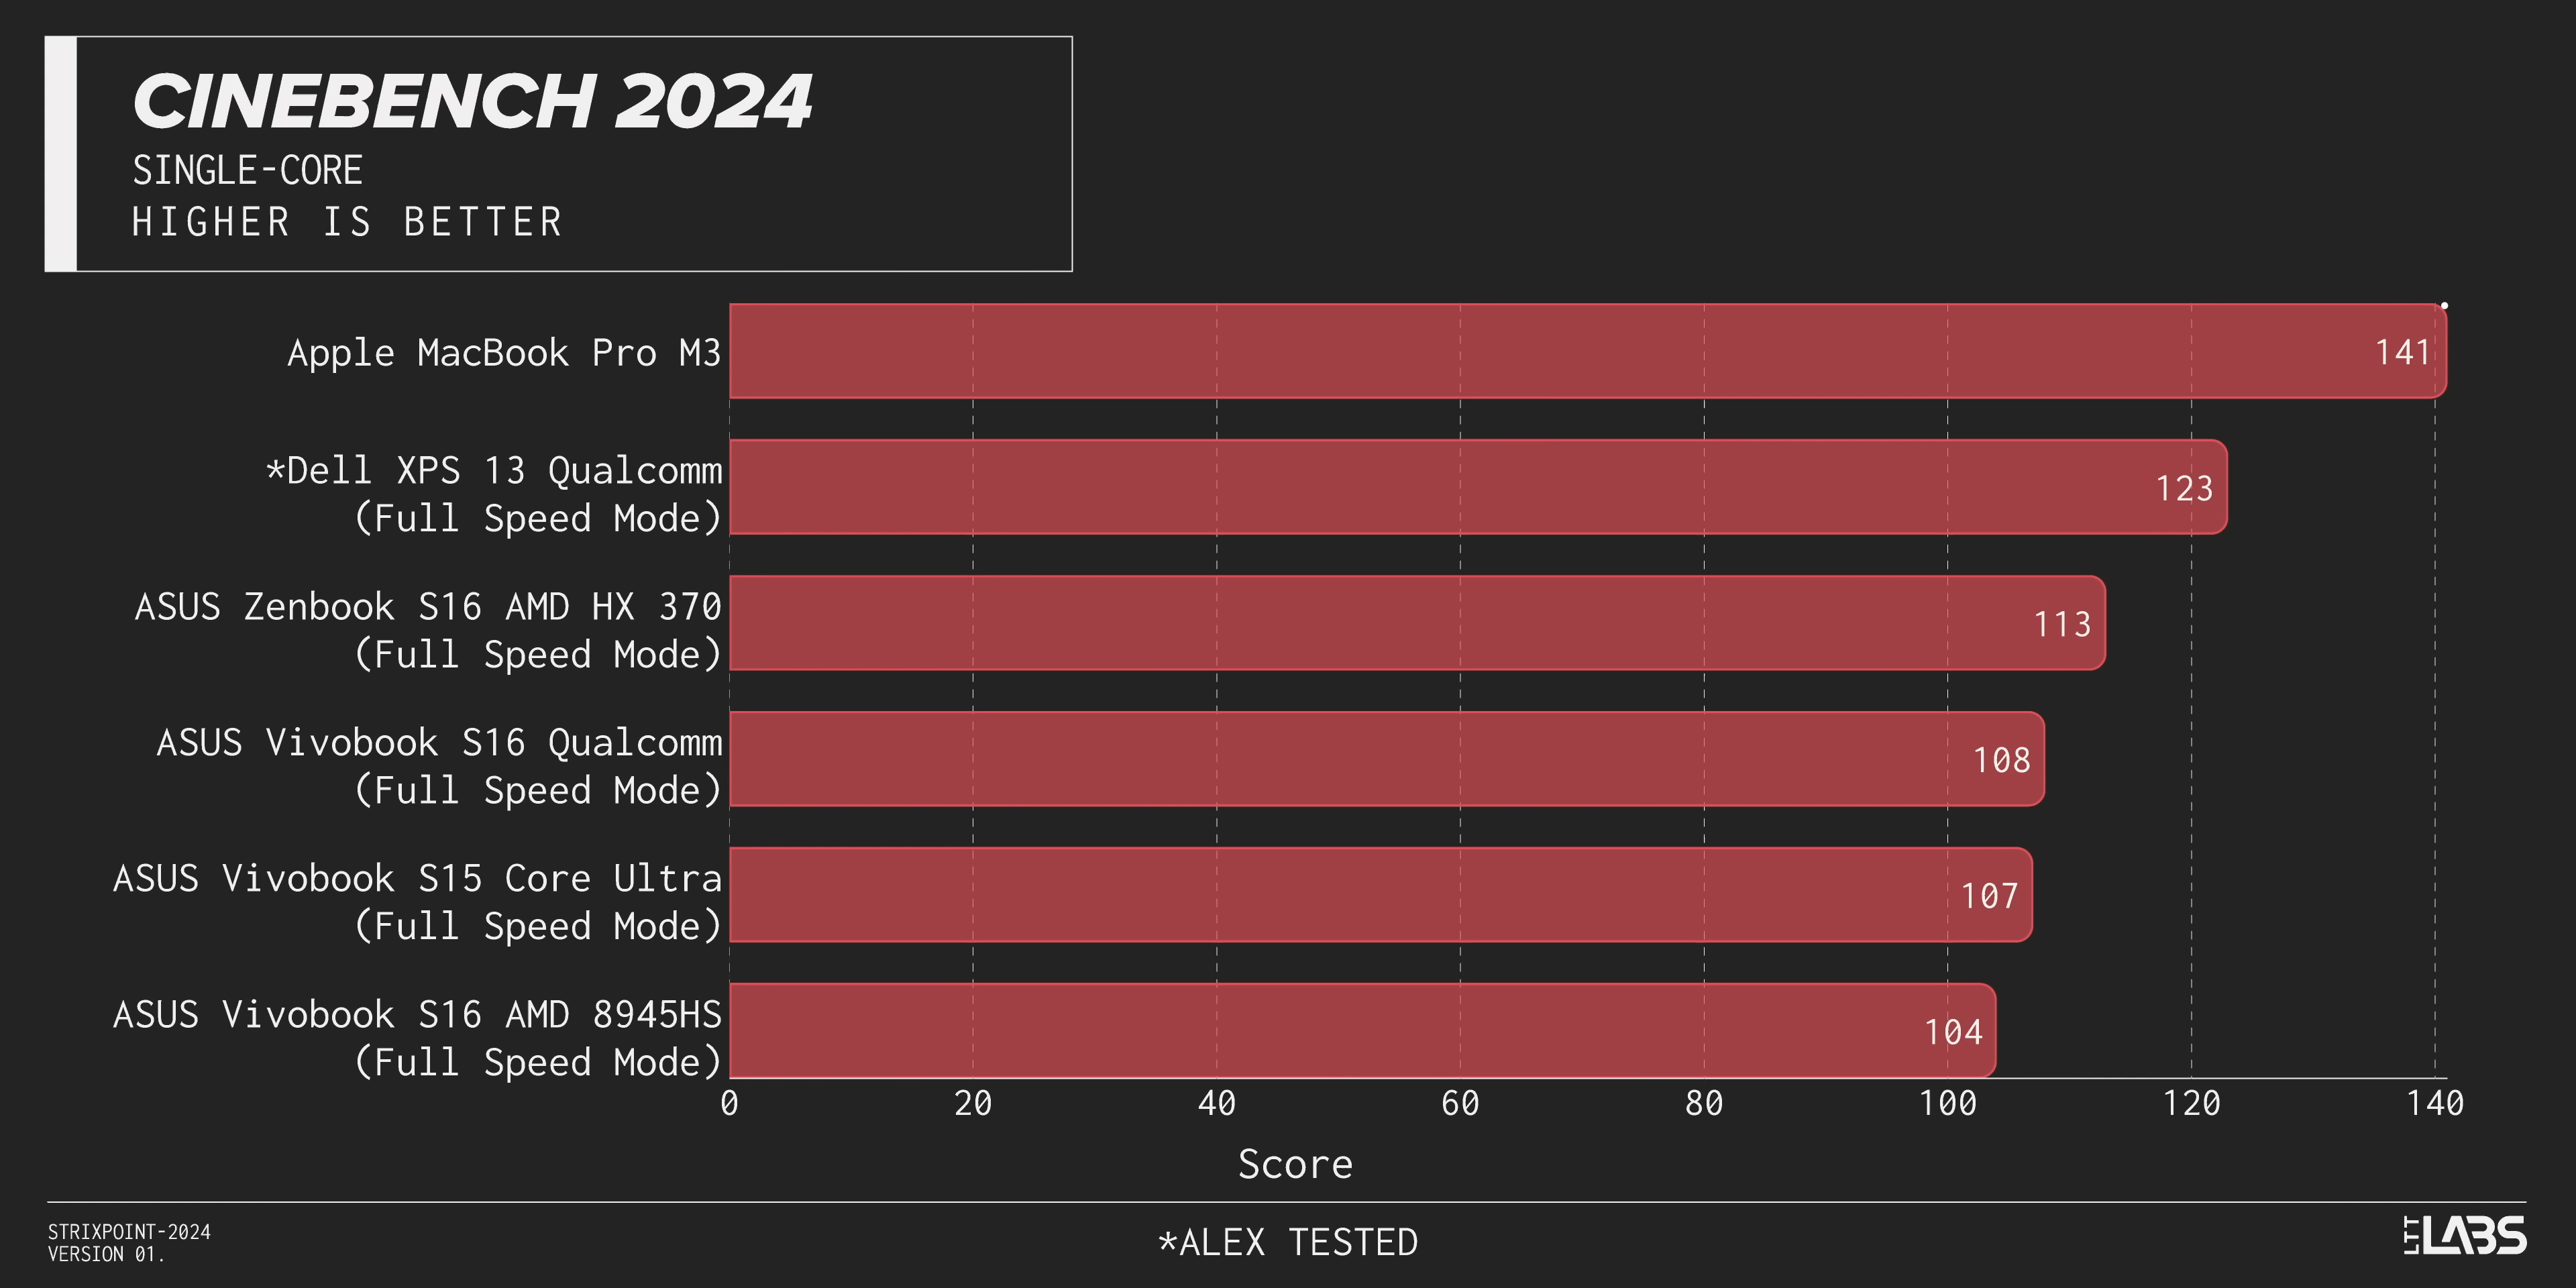 CINEBENCH 2024
SINGLE-CORE
HIGHER IS BETTER
Apple MacBook Pro M3
141
*Dell XPS 13 Qualcomm
(Full Speed Mode)
123
ASUS Zenbook S16 AMD HX 370
(Full Speed Mode)
113
ASUS Vivobook S16 Qualcomm
(Full Speed Mode)
108
ASUS Vivobook S15 Core Ultra
(Full Speed Mode)
107
ASUS Vivobook S16 AMD 8945HS
(Full Speed Mode)
104
0 20 40 60 80 100 120 140
Score
STRIXPOINT-2024
VERSION 01.
*ALEX TESTED
LTT LABS